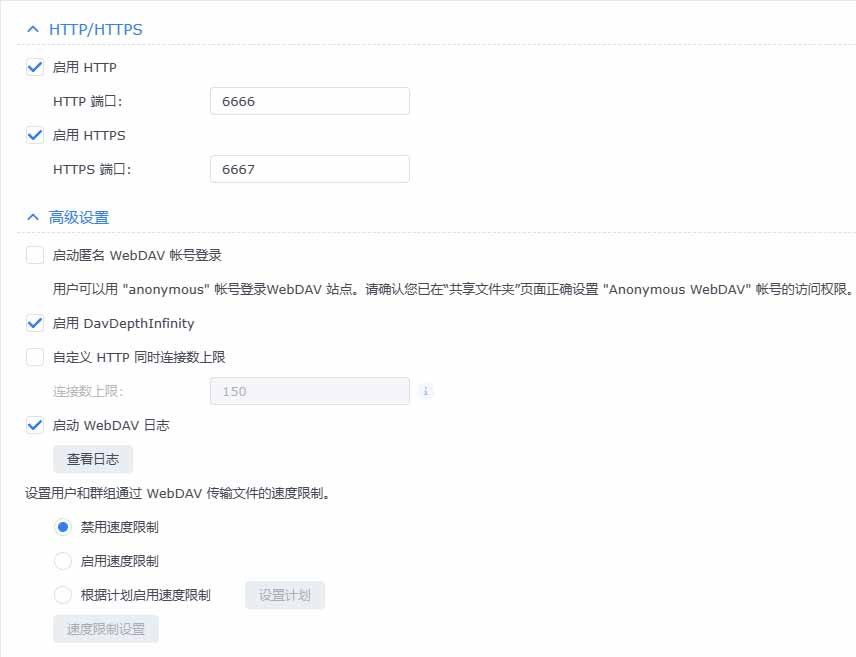 HTTP/HTTPS
启用 HTTP
HTTP 端口: 6666
启用 HTTPS
HTTPS 端口: 6667
高级设置
启动匿名 WebDAV 帐号登录
用户可以用 "anonymous" 帐号登录WebDAV 站点。请确认您已在“共享文件夹”页面正确设置 "Anonymous WebDAV" 帐号的访问权限。
启用 DavDepthInfinity
自定义 HTTP 同时连接数上限
连接数上限: 150 i
启动 WebDAV 日志
查看日志
设置用户和群组通过 WebDAV 传输文件的速度限制。
禁用速度限制
启用速度限制
根据计划启用速度限制 设置计划
速度限制设置